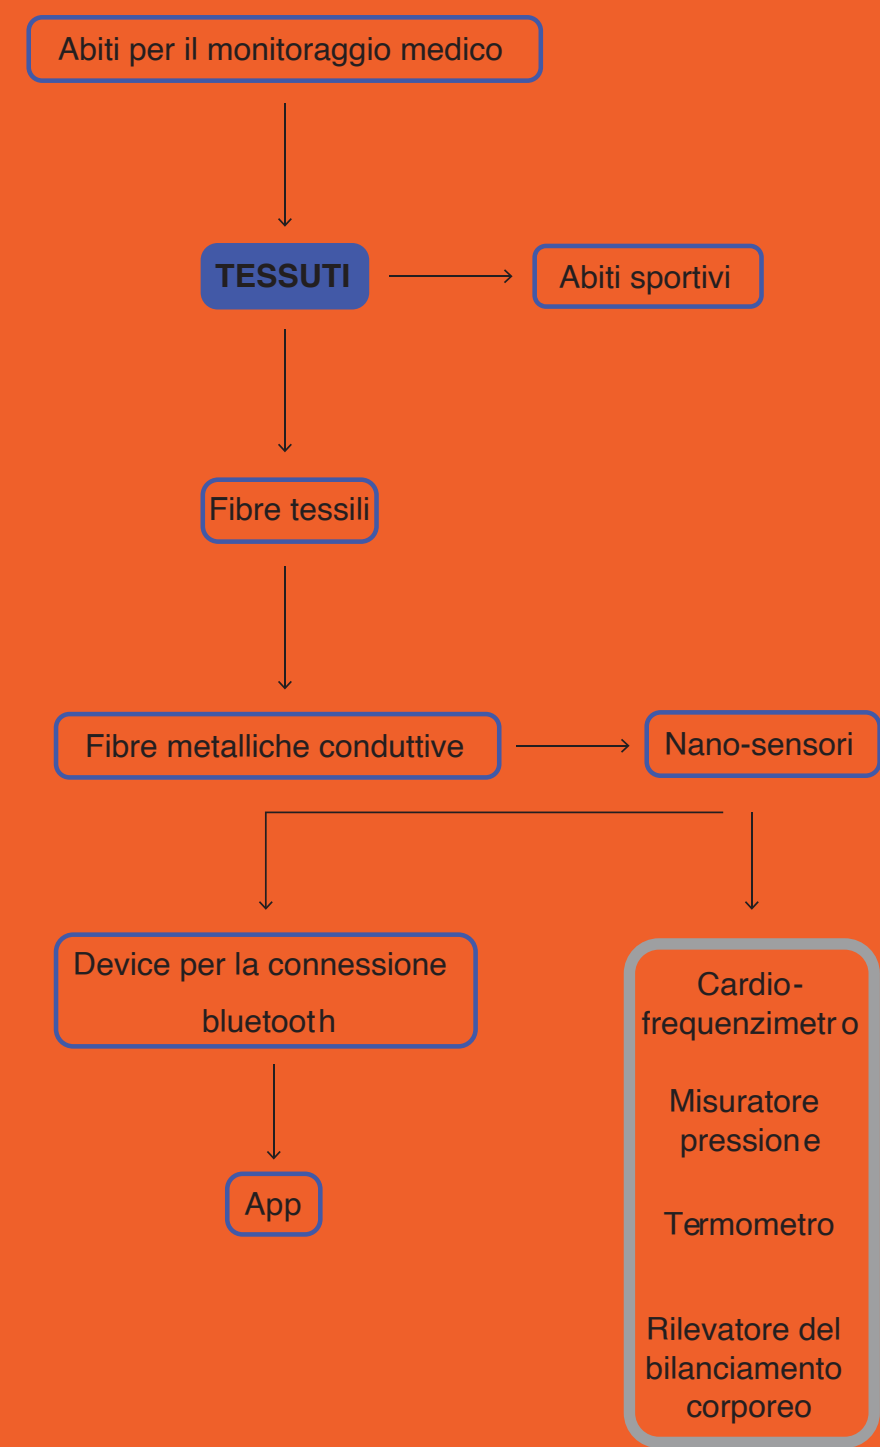 Abiti per il monitoraggio medico
TESSUTI
Abiti sportivi
Fibre tessili
Fibre metalliche conduttive
Nano-sensori
Device per la connessione
bluetooth
App
Cardio-
frequenzimetro
Misuratore
pressione
Termometro
Rilevatore del
bilanciamento
corporeo